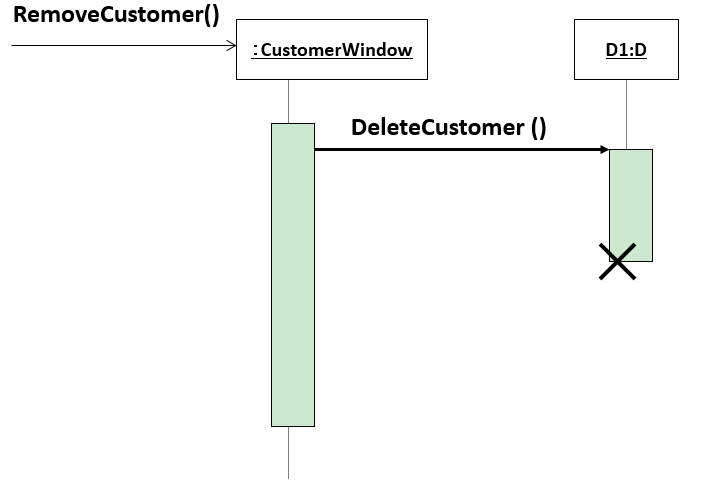 RemoveCustomer()
:CustomerWindow
D1:D
DeleteCustomer ()